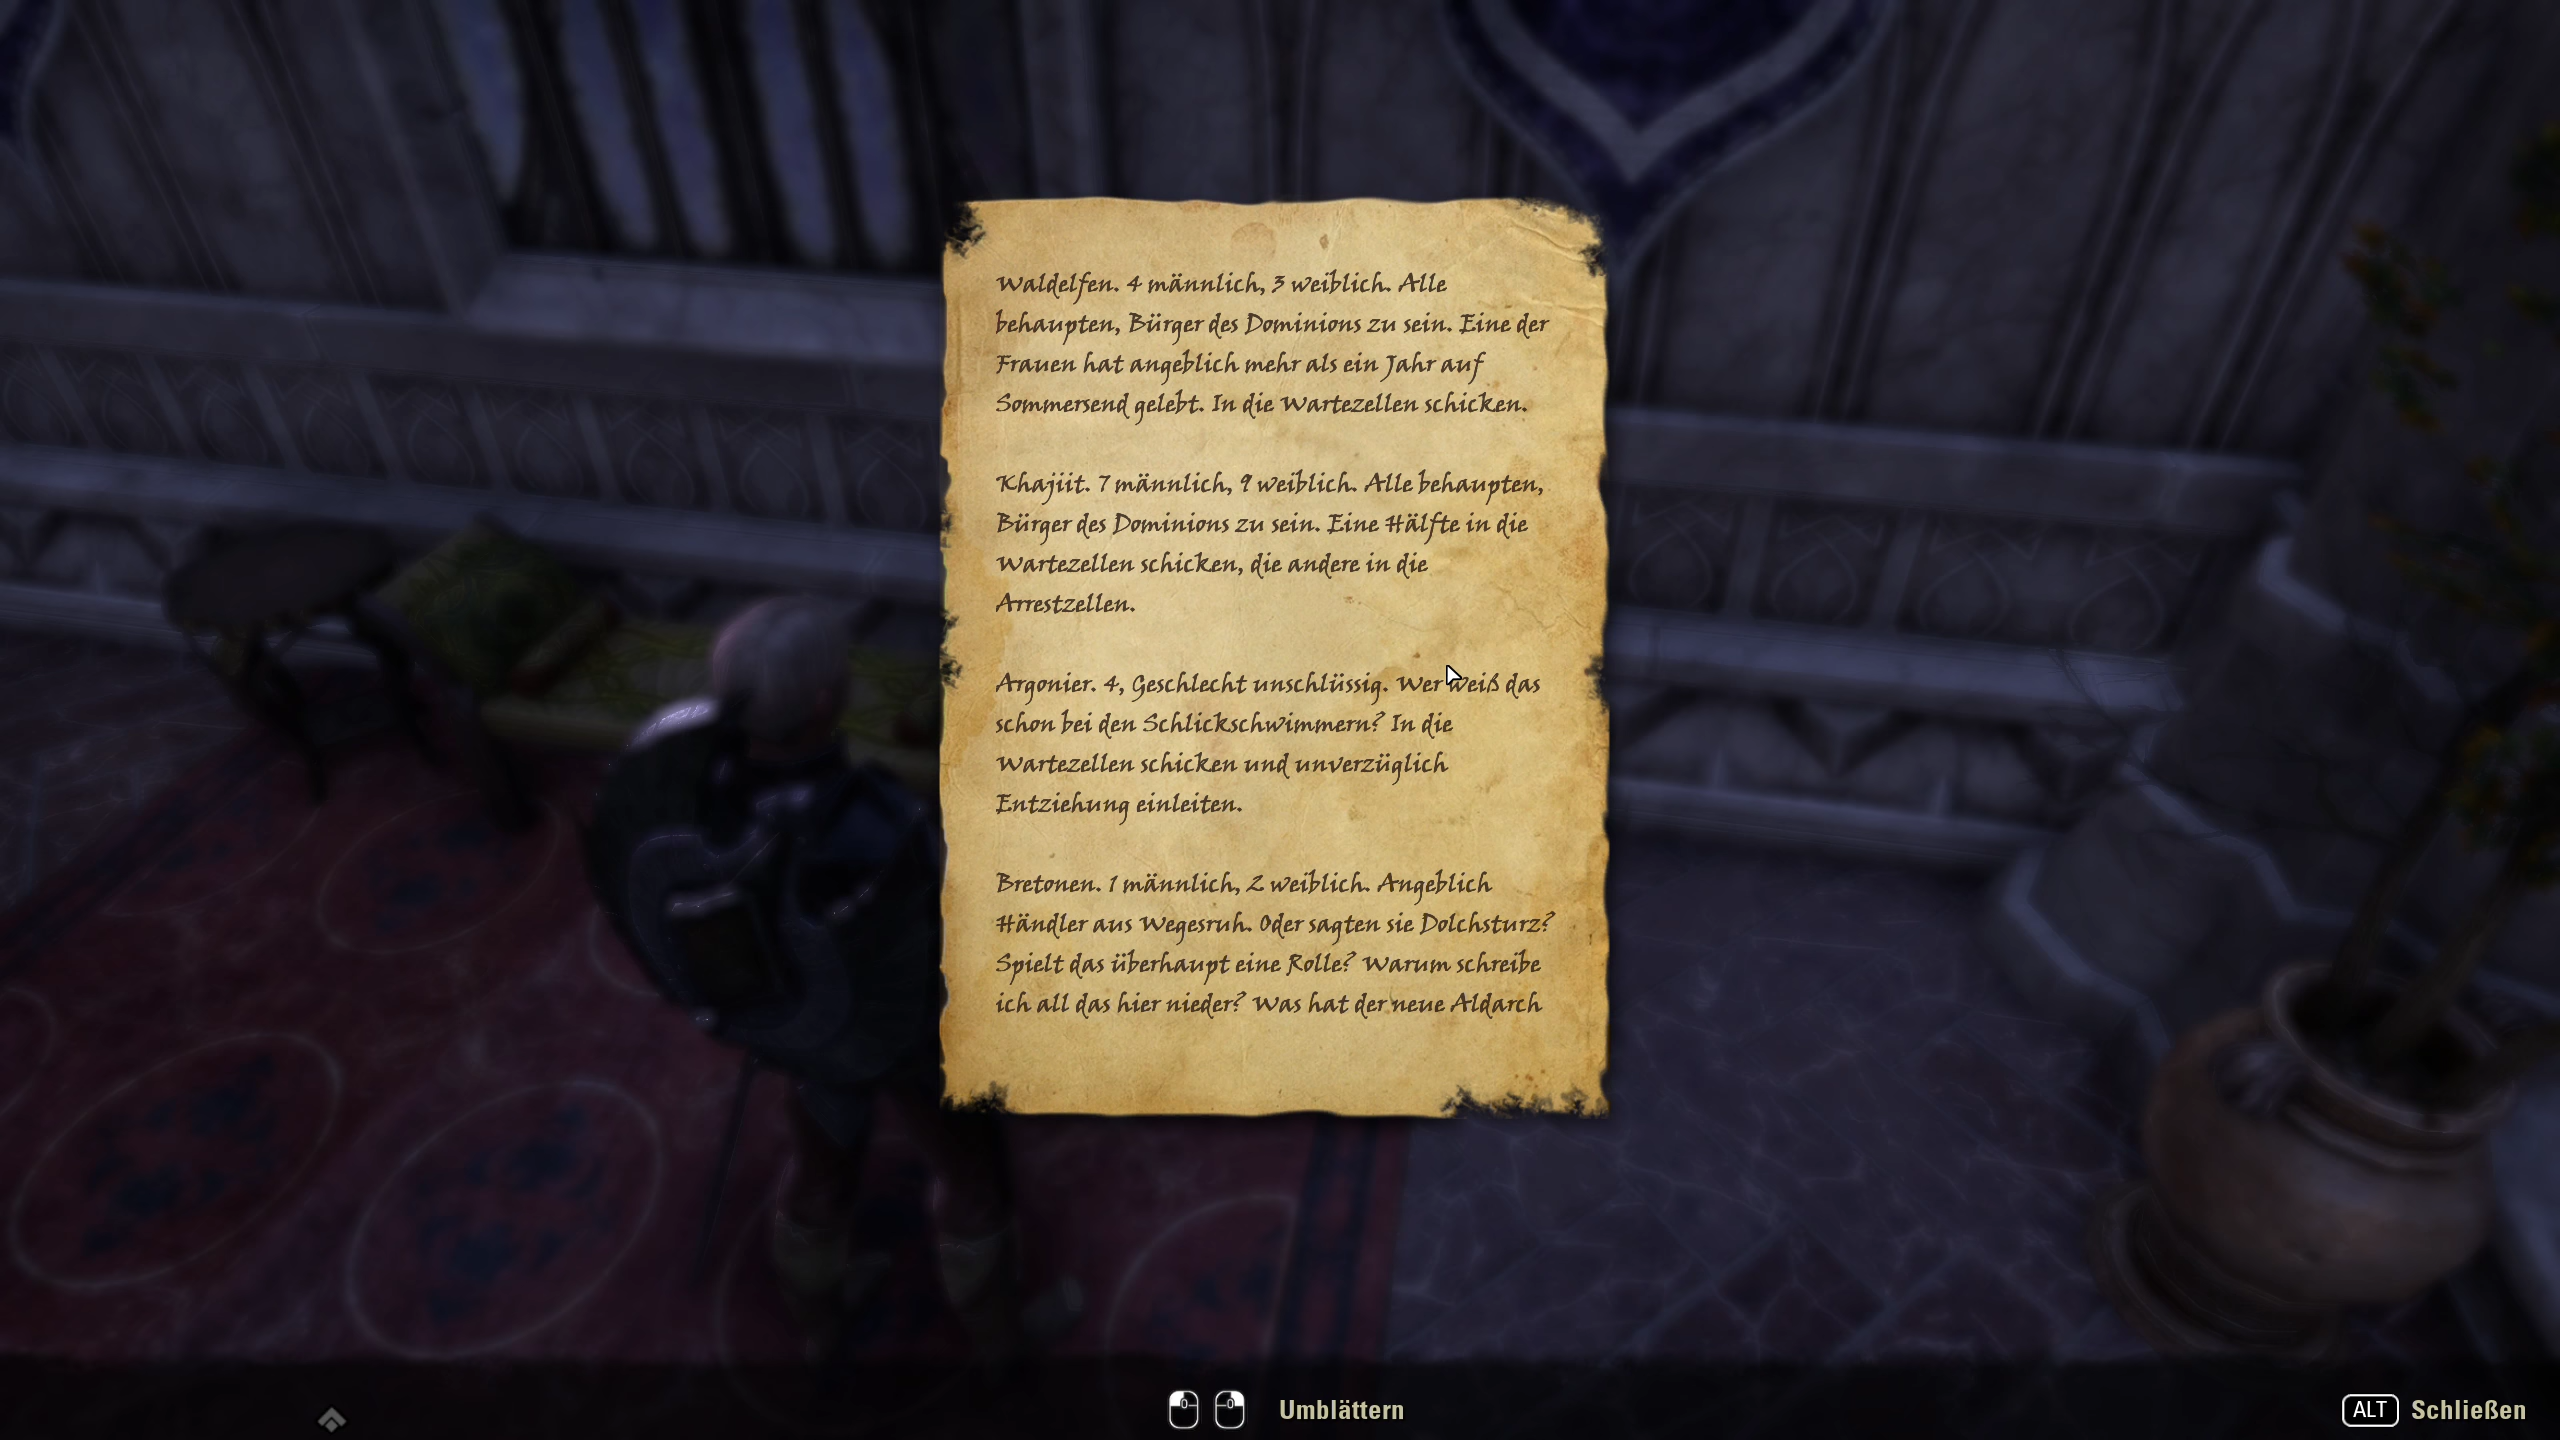 Waldelfen. 4 männlich, 3 weiblich. Alle
behaupten, Bürger des Dominions zu sein. Eine der
Frauen hat angeblich mehr als ein Jahr auf
Sommersend gelebt. In die Wartezellen schicken.
Khajiit. 7 männlich, 9 weiblich. Alle behaupten,
Bürger des Dominions zu sein. Eine Hälfte in die
Wartezellen schicken, die andere in die
Arrestzellen.
Argonier. 4, Geschlecht unschlüssig. Wer weiß das
schon bei den Schlickschwimmern? In die
Wartezellen schicken und unverzüglich
Entziehung einleiten.
Bretonen. 1 männlich, 2 weiblich. Angeblich
Händler aus Wegesruh. Oder sagten sie Dolchsturz?
Spielt das überhaupt eine Rolle? Warum schreibe
ich all das hier nieder? Was hat der neue Aldarch
Umblättern
ALT Schließen